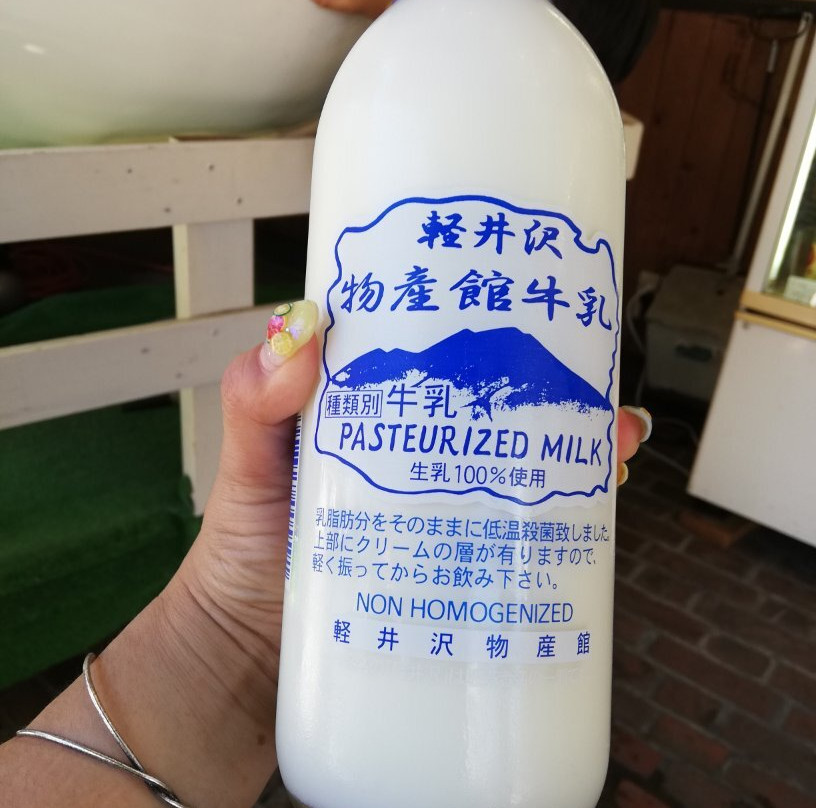 軽井沢
物産館牛乳
種類別 牛乳
PASTEURIZED MILK
生乳100%使用
乳脂肪分をそのままに低温殺菌致しました。
上部にクリームの層が有りますので、
軽く振ってからお飲み下さい。
NON HOMOGENIZED
軽井沢物産館